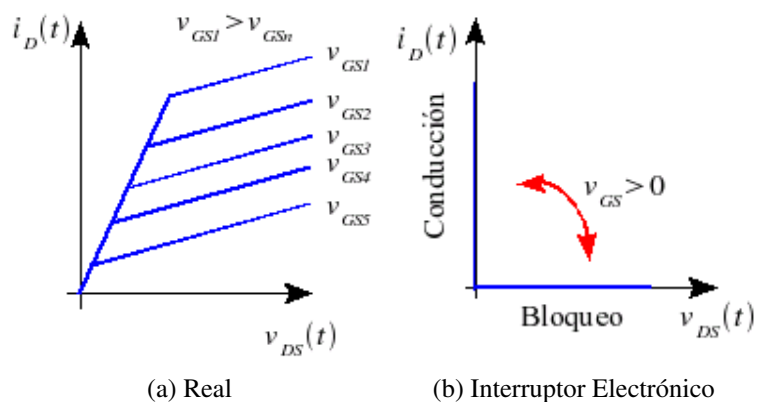 i_D(t)
v_GS1 > v_GSn
v_GS1
v_GS2
v_GS3
v_GS4
v_GS5
v_DS(t)
(a) Real
i_D(t)
Conducción
v_GS > 0
Bloqueo
v_DS(t)
(b) Interruptor Electrónico